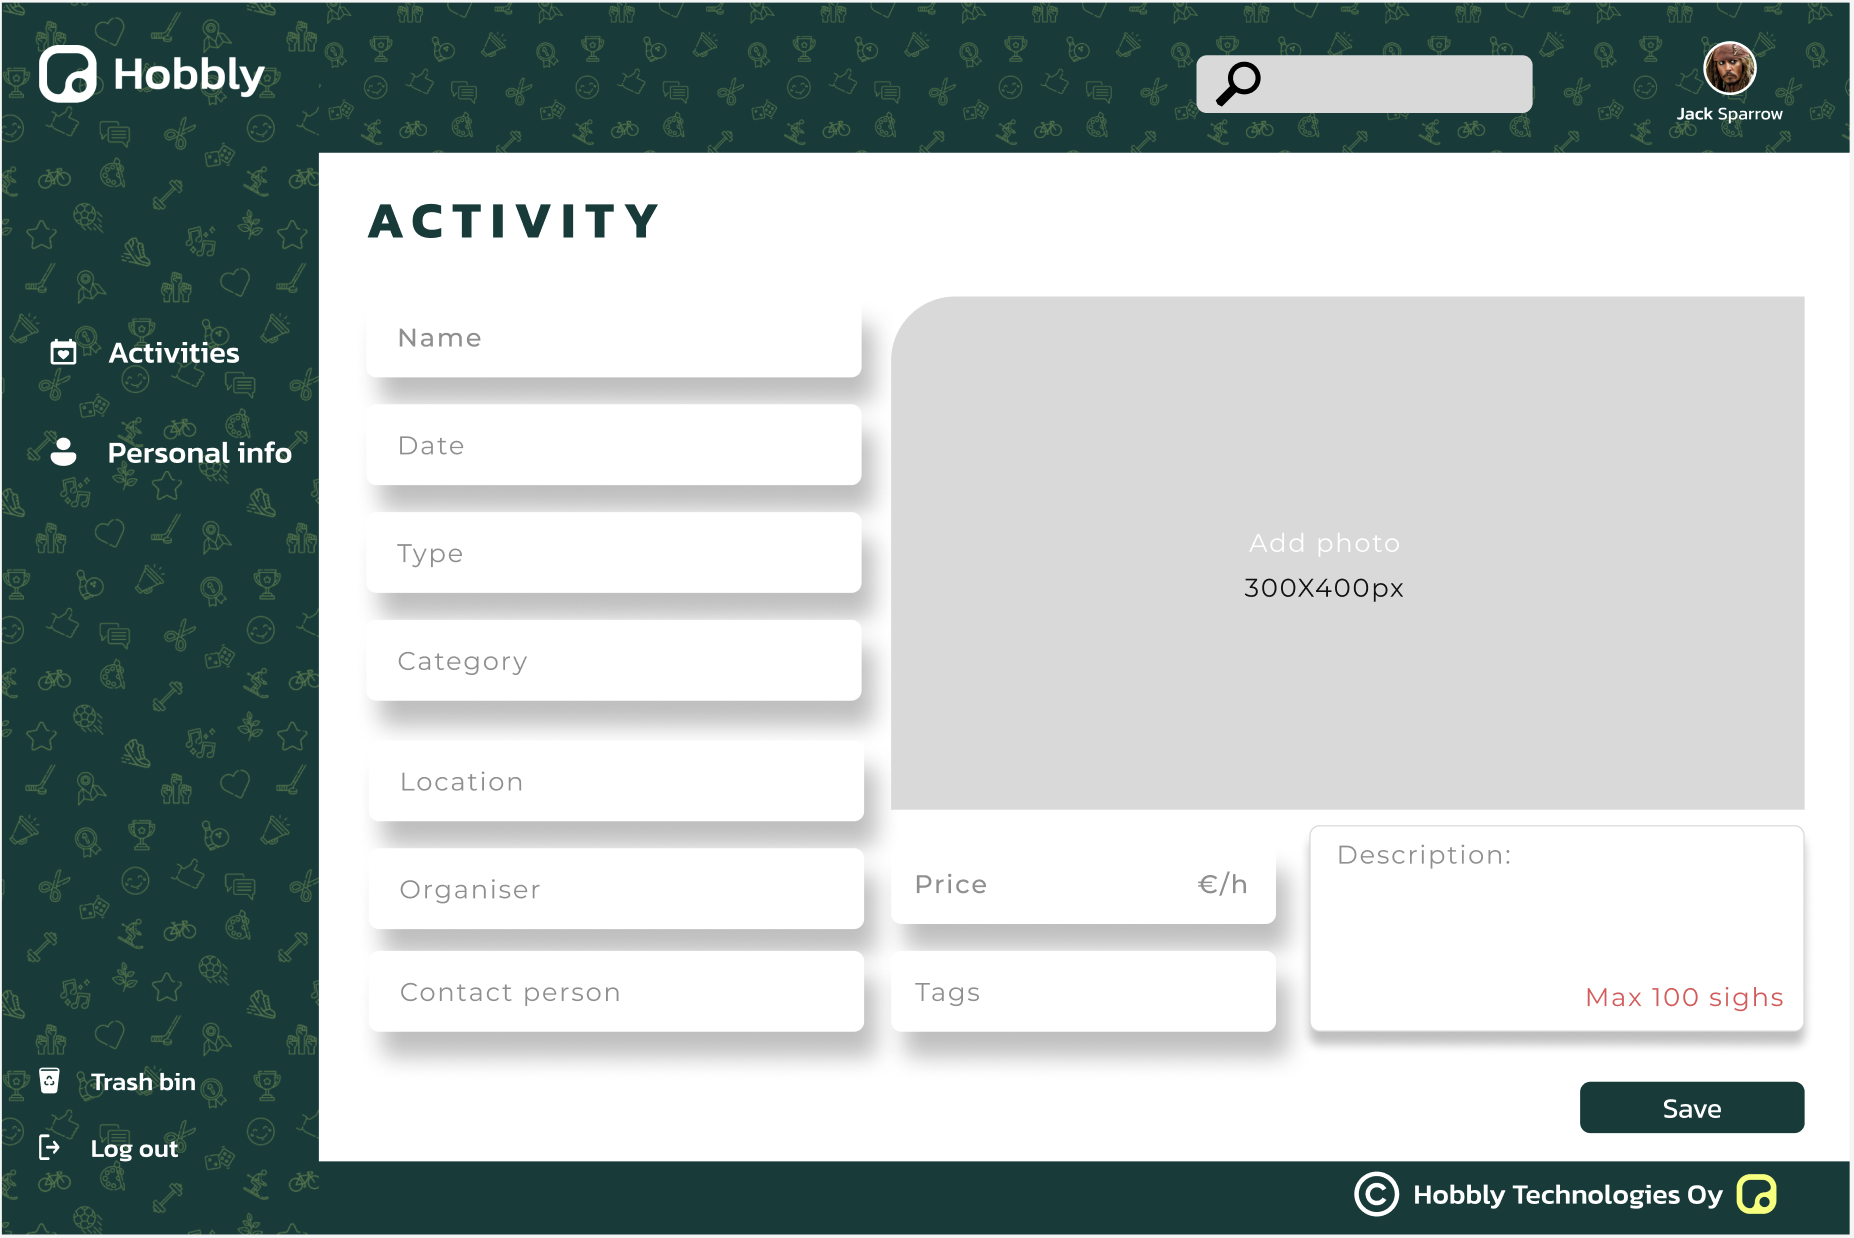 Hobbly
Jack Sparrow
ACTIVITY
Activities
Personal info
Trash bin
Log out
Name
Date
Type
Category
Location
Organiser
Contact person
Add photo
300X400px
Price €/h
Tags
Description:
Max 100 sighs
Save
© Hobbly Technologies Oy